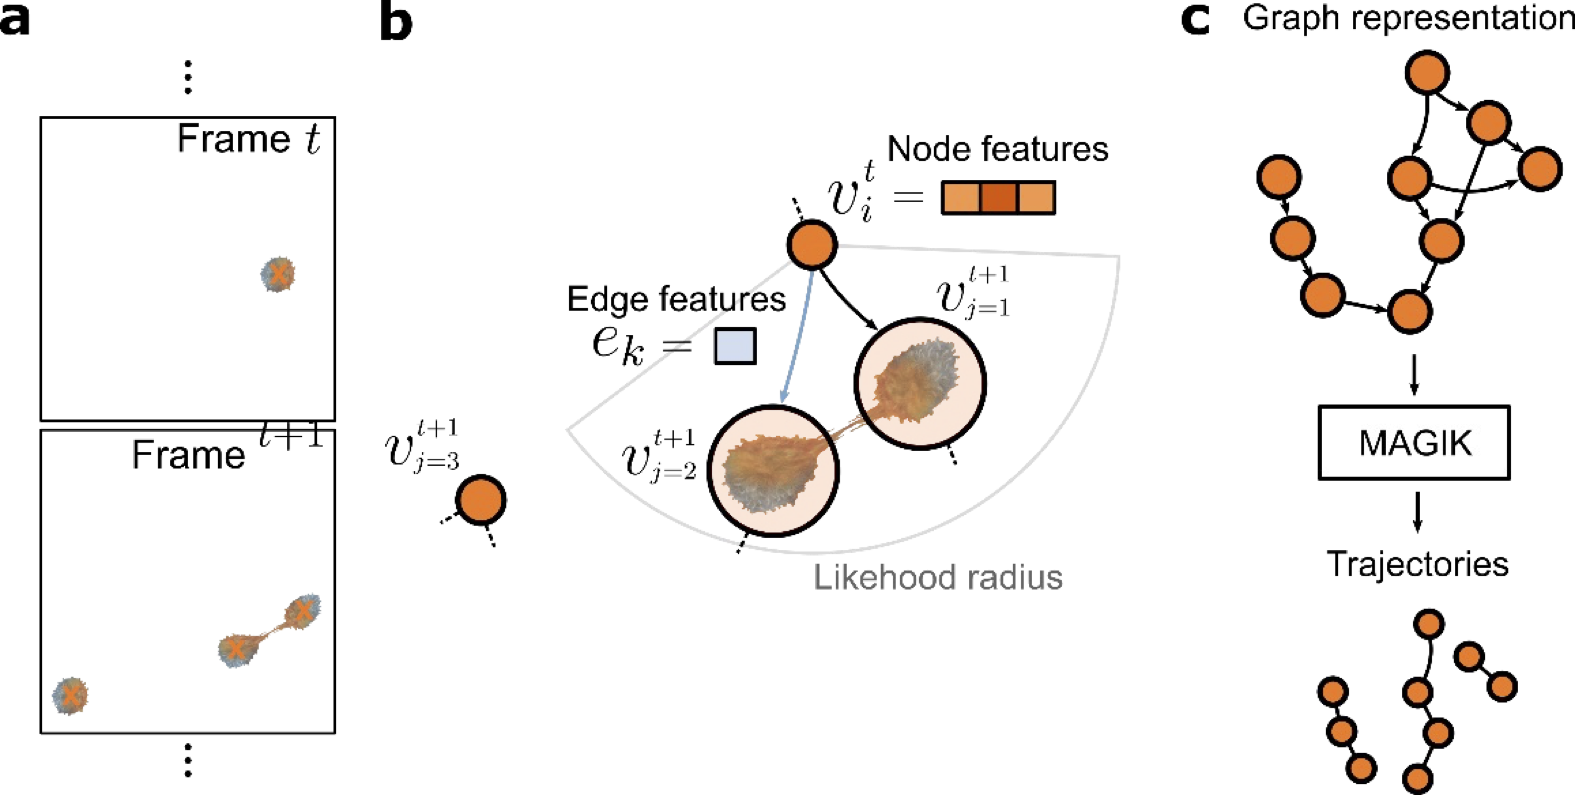 a
⋮
Frame t
Frame t+1
⋮
b
Node features
v_i^t =
Edge features
e_k =
v_{j=1}^{t+1}
v_{j=2}^{t+1}
v_{j=3}^{t+1}
Likehood radius
c Graph representation
MAGIK
Trajectories